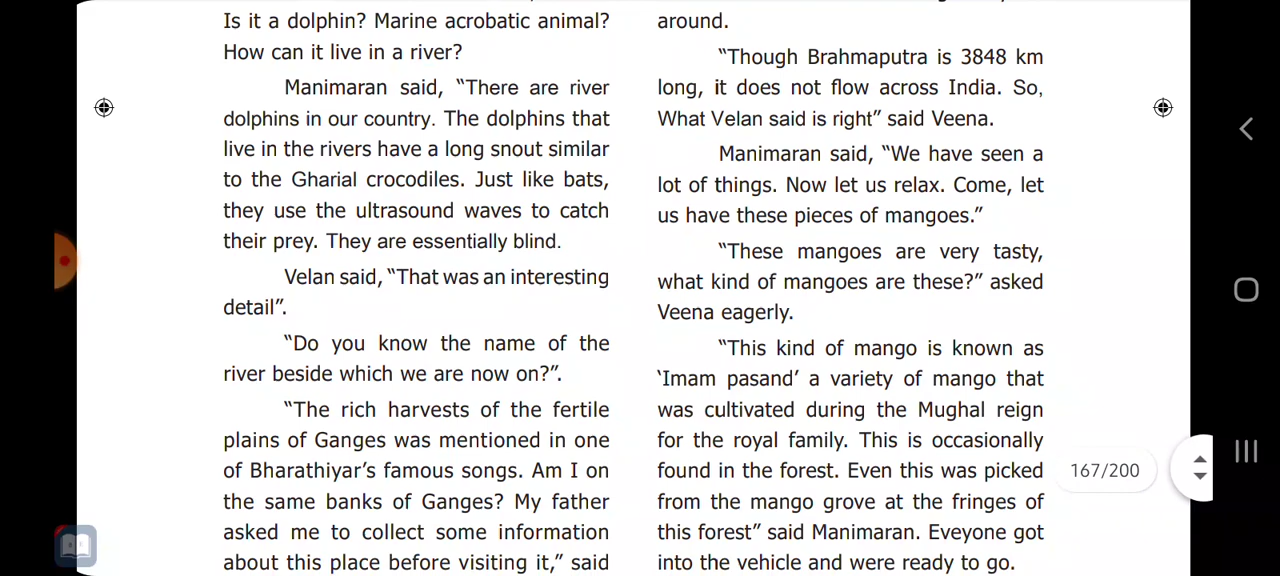 Is it a dolphin? Marine acrobatic animal?
How can it live in a river?
Manimaran said, “There are river
dolphins in our country. The dolphins that
live in the rivers have a long snout similar
to the Gharial crocodiles. Just like bats,
they use the ultrasound waves to catch
their prey. They are essentially blind.
Velan said, “That was an interesting
detail”.
“Do you know the name of the
river beside which we are now on?”.
“The rich harvests of the fertile
plains of Ganges was mentioned in one
of Bharathiyar’s famous songs. Am I on
the same banks of Ganges? My father
asked me to collect some information
about this place before visiting it,” said
around.
“Though Brahmaputra is 3848 km
long, it does not flow across India. So,
What Velan said is right” said Veena.
Manimaran said, “We have seen a
lot of things. Now let us relax. Come, let
us have these pieces of mangoes.”
“These mangoes are very tasty,
what kind of mangoes are these?” asked
Veena eagerly.
“This kind of mango is known as
‘Imam pasand’ a variety of mango that
was cultivated during the Mughal reign
for the royal family. This is occasionally
found in the forest. Even this was picked
from the mango grove at the fringes of
this forest” said Manimaran. Eveyone got
into the vehicle and were ready to go.
167/200